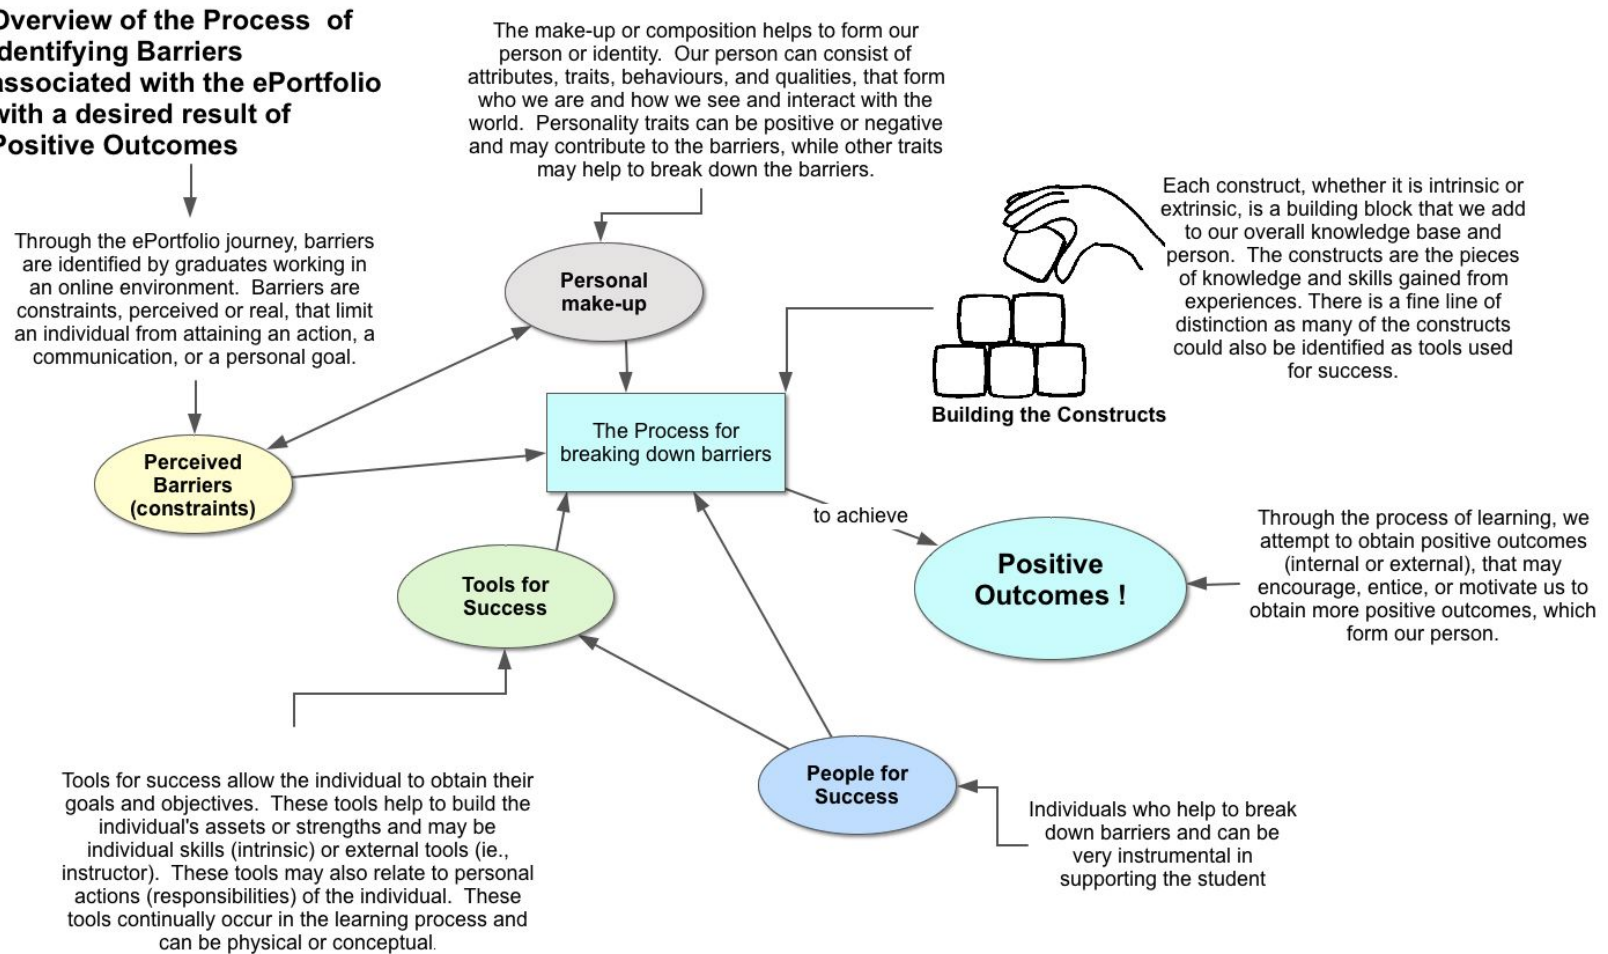 Overview of the Process of
Identifying Barriers
associated with the ePortfolio
with a desired result of
Positive Outcomes
The make-up or composition helps to form our
person or identity. Our person can consist of
attributes, traits, behaviours, and qualities, that form
who we are and how we see and interact with the
world. Personality traits can be positive or negative
and may contribute to the barriers, while other traits
may help to break down the barriers.
Each construct, whether it is intrinsic or
extrinsic, is a building block that we add
to our overall knowledge base and
person. The constructs are the pieces
of knowledge and skills gained from
experiences. There is a fine line of
distinction as many of the constructs
could also be identified as tools used
for success.
Through the ePortfolio journey, barriers
are identified by graduates working in
an online environment. Barriers are
constraints, perceived or real, that limit
an individual from attaining an action, a
communication, or a personal goal.
Personal
make-up
Building the Constructs
The Process for
breaking down barriers
Perceived
Barriers
(constraints)
to achieve
Positive
Outcomes !
Through the process of learning, we
attempt to obtain positive outcomes
(internal or external), that may
encourage, entice, or motivate us to
obtain more positive outcomes, which
form our person.
Tools for
Success
People for
Success
Individuals who help to break
down barriers and can be
very instrumental in
supporting the student
Tools for success allow the individual to obtain their
goals and objectives. These tools help to build the
individual's assets or strengths and may be
individual skills (intrinsic) or external tools (ie.,
instructor). These tools may also relate to personal
actions (responsibilities) of the individual. These
tools continually occur in the learning process and
can be physical or conceptual.